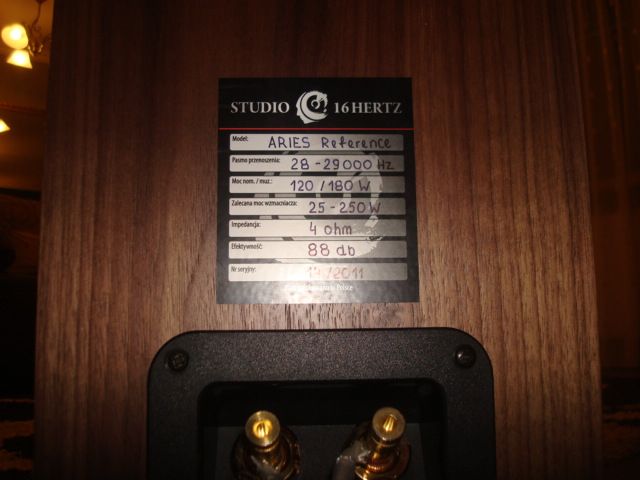 STUDIO 16HERTZ
Model: ARIES Reference
Pasmo przenoszenia: 28 - 29000 Hz
Moc nom. / muz.: 120 / 180 W
Zalecana moc wzmacniacza: 25 - 250 W
Impedancja: 4 ohm
Efektywność: 88 db
Nr seryjny: /2011
w Polsce